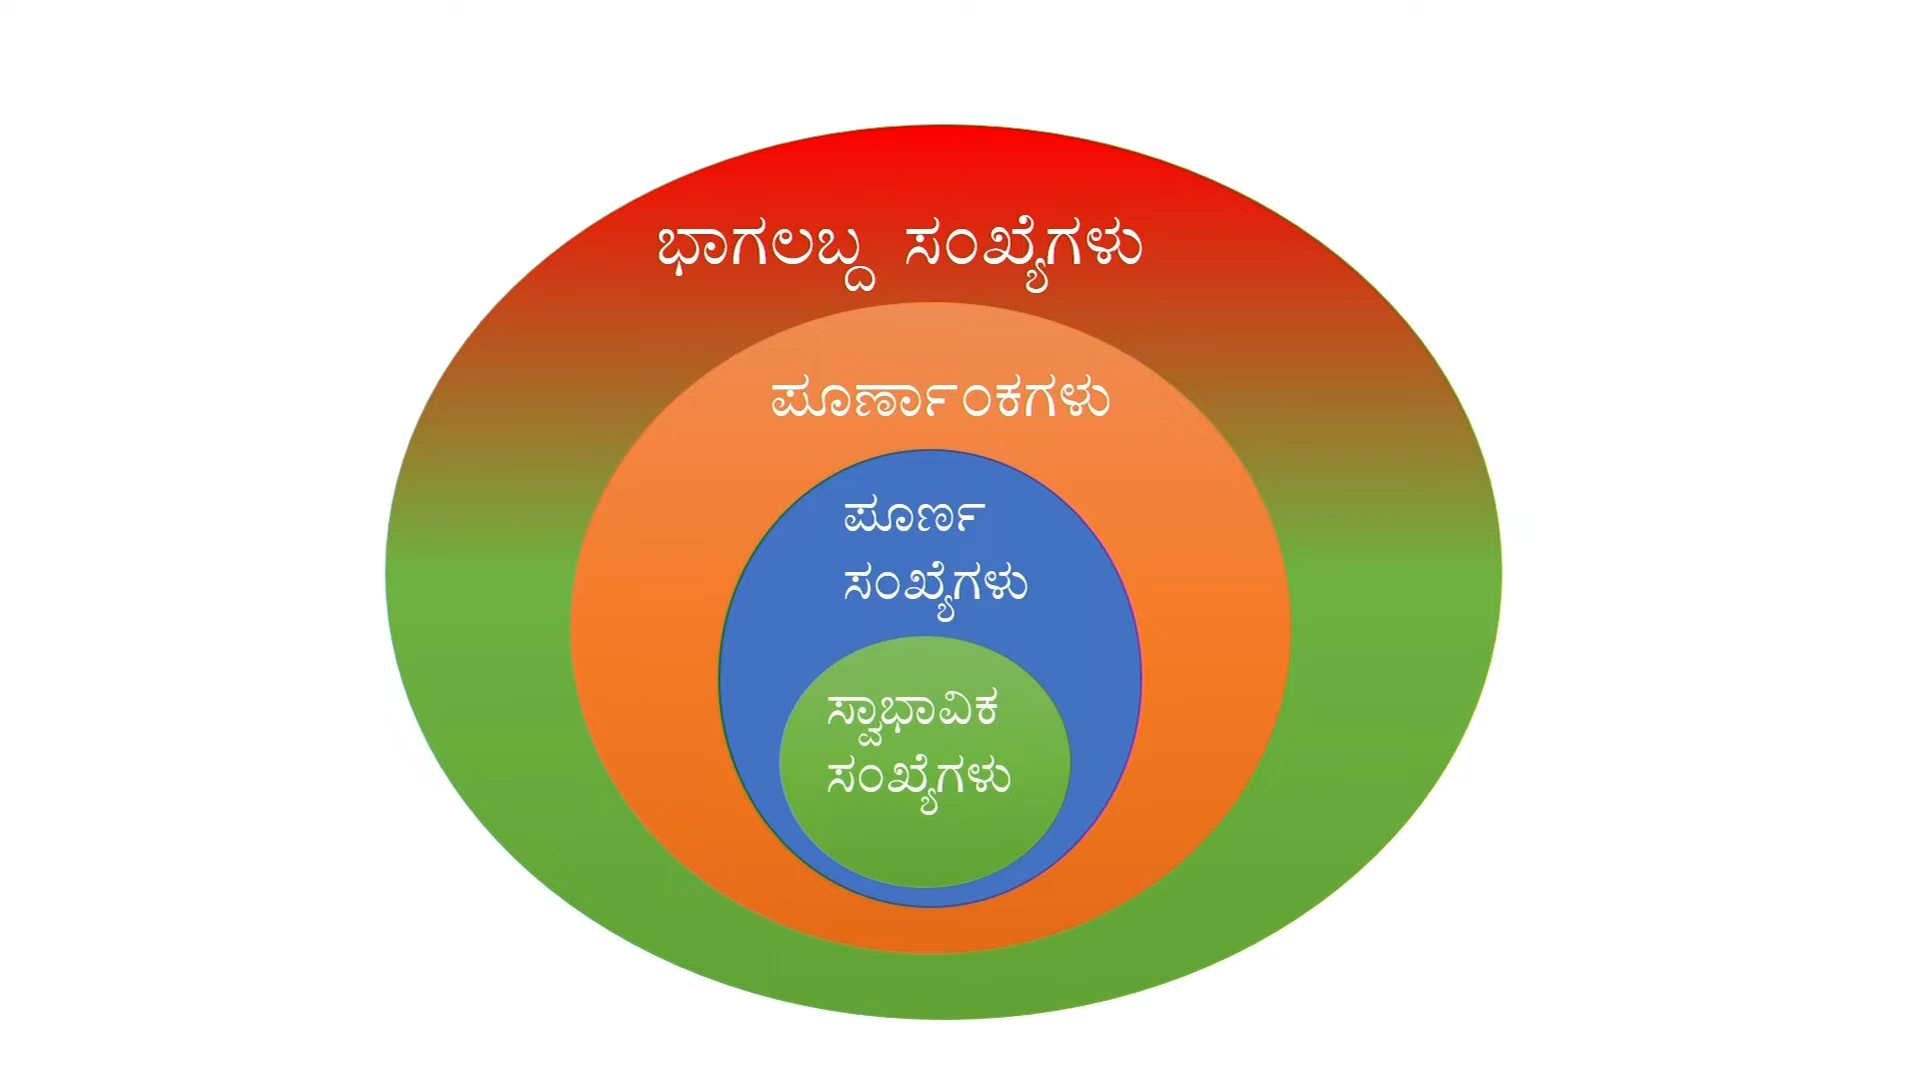 ಭಾಗಲಬ್ದ ಸಂಖ್ಯೆಗಳು
ಪೂರ್ಣಾಂಕಗಳು
ಪೂರ್ಣ
ಸಂಖ್ಯೆಗಳು
ಸ್ವಾಭಾವಿಕ
ಸಂಖ್ಯೆಗಳು